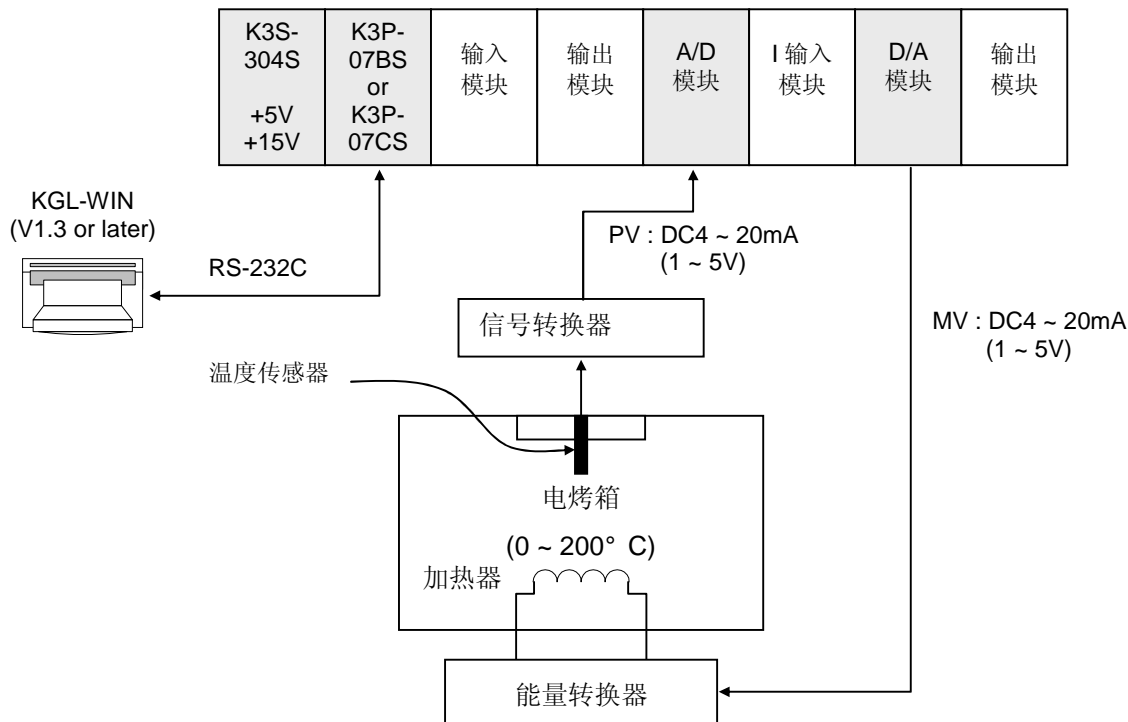 K3S-
304S
+5V
+15V
K3P-
07BS
or
K3P-
07CS
输入
模块
输出
模块
A/D
模块
I 输入
模块
D/A
模块
输出
模块
KGL-WIN
(V1.3 or later)
RS-232C
PV : DC4 ~ 20mA
(1 ~ 5V)
信号转换器
MV : DC4 ~ 20mA
(1 ~ 5V)
温度传感器
电烤箱
(0 ~ 200° C)
加热器
能量转换器